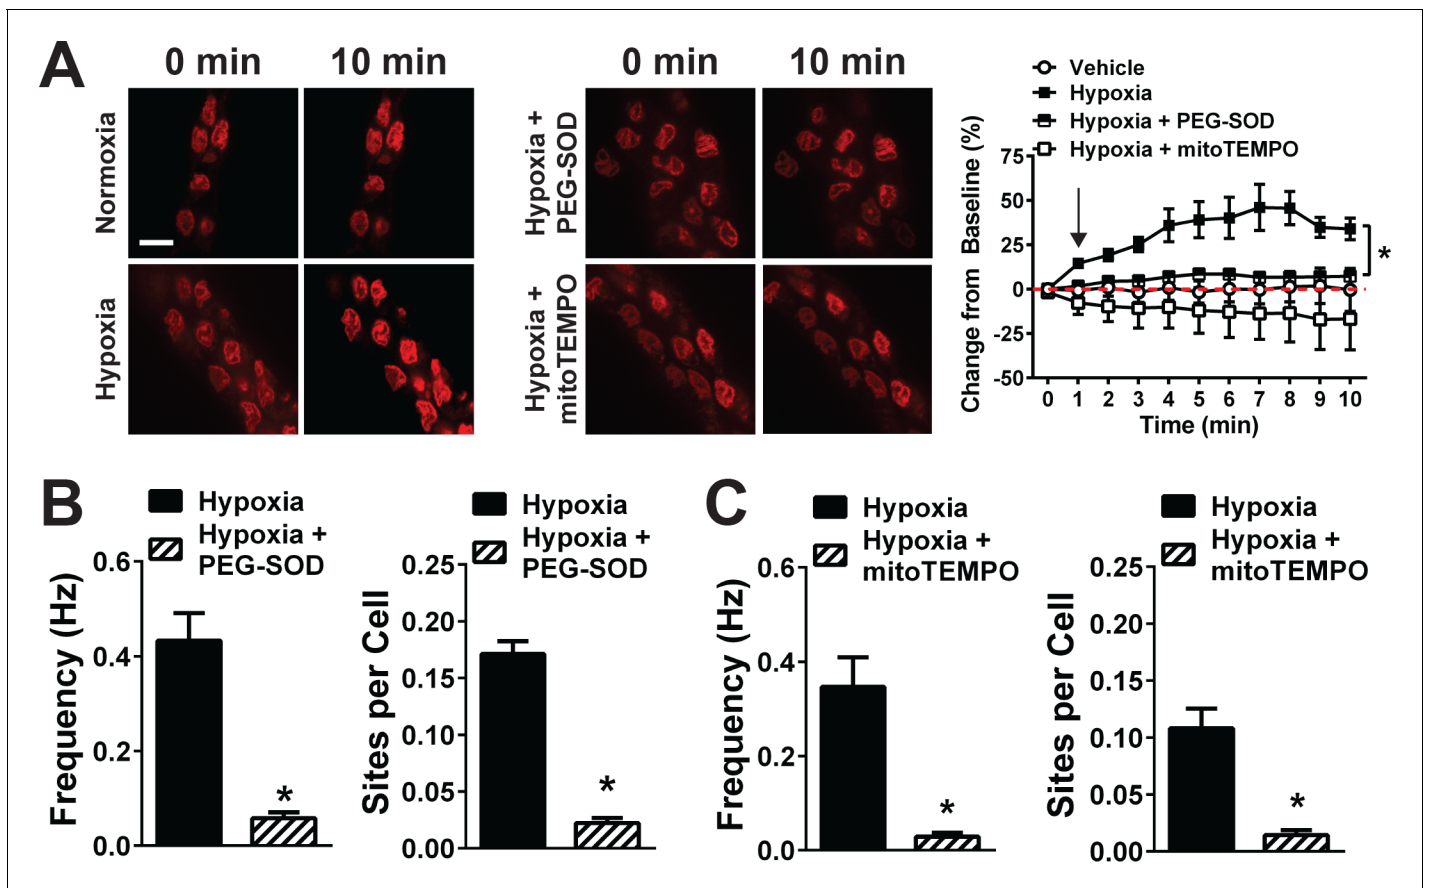 A
0 min
10 min
Normoxia
Hypoxia
0 min
10 min
Hypoxia +
PEG-SOD
Hypoxia +
mitoTEMPO
Vehicle
Hypoxia
Hypoxia + PEG-SOD
Hypoxia + mitoTEMPO
Change from Baseline (%)
75
50
25
0
-25
-50
*
0 1 2 3 4 5 6 7 8 9 10
Time (min)
B
Hypoxia
Hypoxia +
PEG-SOD
Frequency (Hz)
0.6
0.4
0.2
0.0
*
Hypoxia
Hypoxia +
PEG-SOD
Sites per Cell
0.25
0.20
0.15
0.10
0.05
0.00
*
C
Hypoxia
Hypoxia +
mitoTEMPO
Frequency (Hz)
0.6
0.4
0.2
0.0
*
Hypoxia
Hypoxia +
mitoTEMPO
Sites per Cell
0.25
0.20
0.15
0.10
0.05
0.00
*